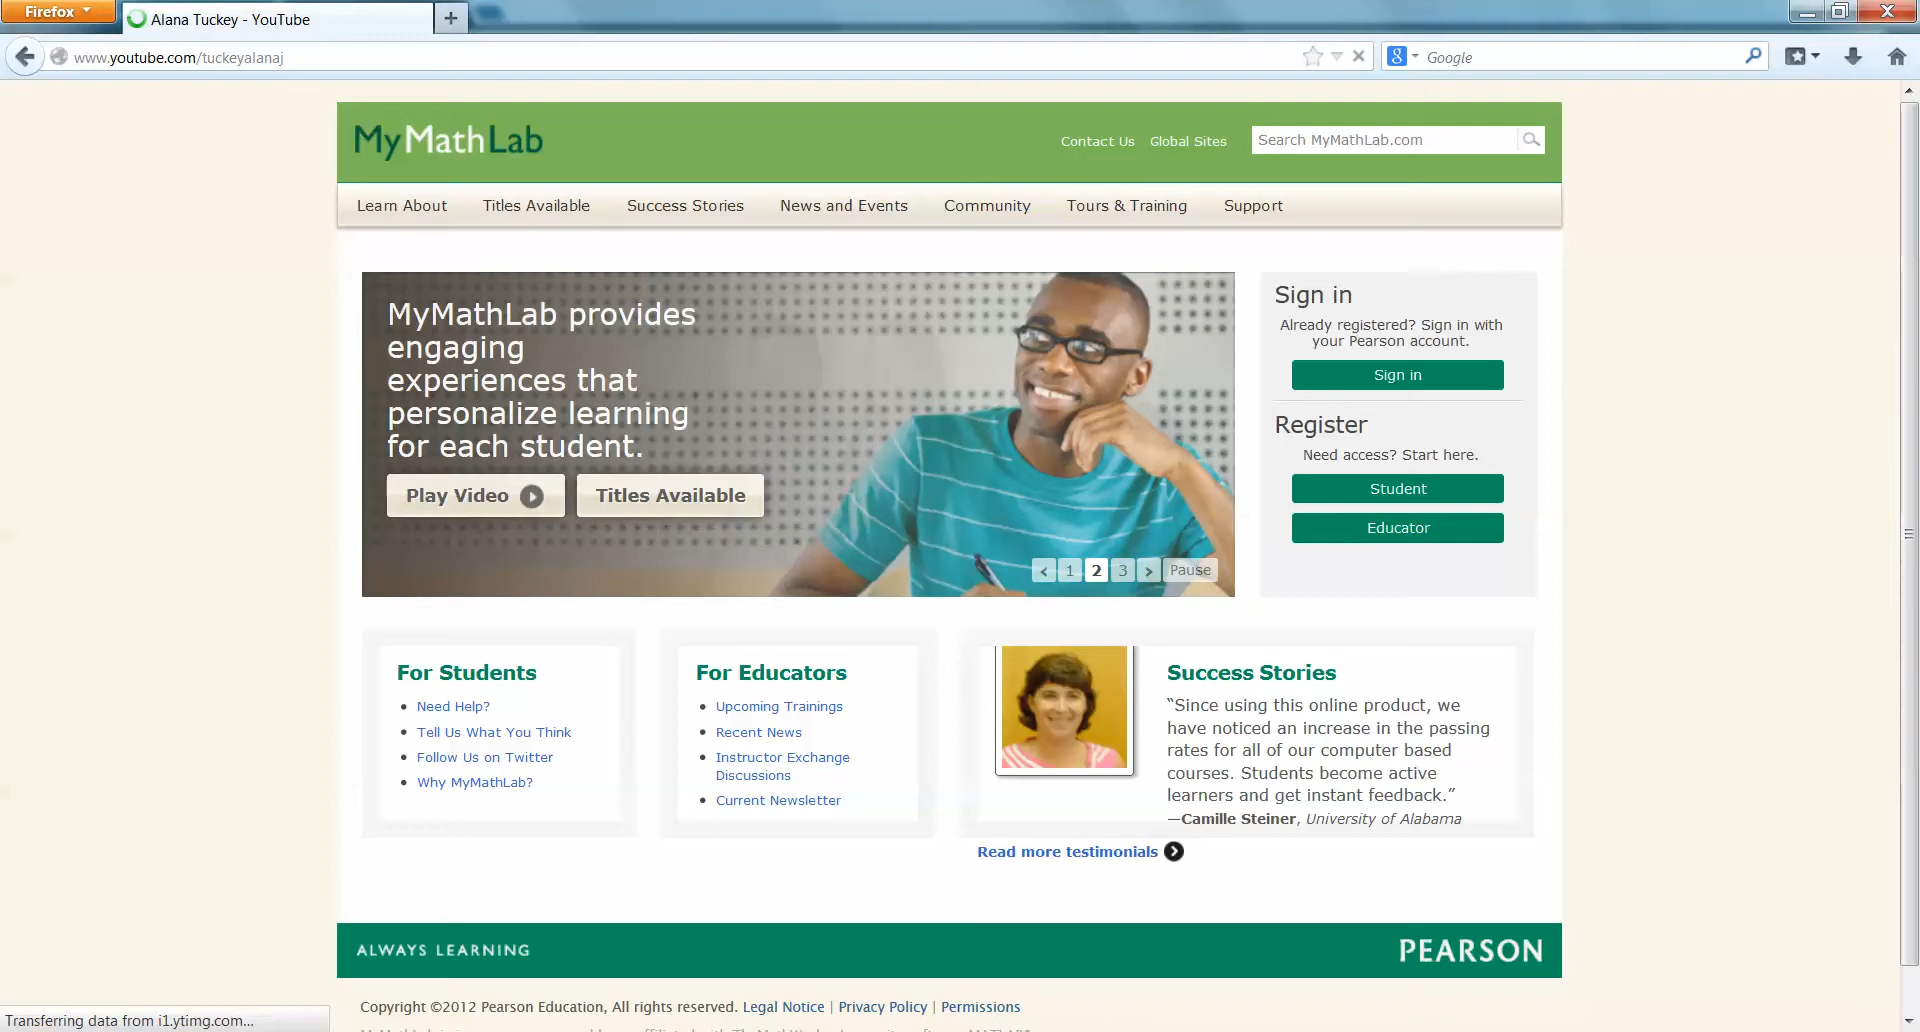 Firefox
Alana Tuckey - YouTube
www.youtube.com/tuckeyalanaj
Google
MyMathLab
Contact Us
Global Sites
Search MyMathLab.com
Learn About
Titles Available
Success Stories
News and Events
Community
Tours & Training
Support
MyMathLab provides
engaging
experiences that
personalize learning
for each student.
Play Video
Titles Available
< 1 2 3 > Pause
Sign in
Already registered? Sign in with
your Pearson account.
Sign in
Register
Need access? Start here.
Student
Educator
For Students
Need Help?
Tell Us What You Think
Follow Us on Twitter
Why MyMathLab?
For Educators
Upcoming Trainings
Recent News
Instructor Exchange
Discussions
Current Newsletter
Success Stories
“Since using this online product, we
have noticed an increase in the passing
rates for all of our computer based
courses. Students become active
learners and get instant feedback.”
—Camille Steiner, University of Alabama
Read more testimonials
ALWAYS LEARNING
PEARSON
Copyright ©2012 Pearson Education, All rights reserved. Legal Notice | Privacy Policy | Permissions
Transferring data from i1.ytimg.com...